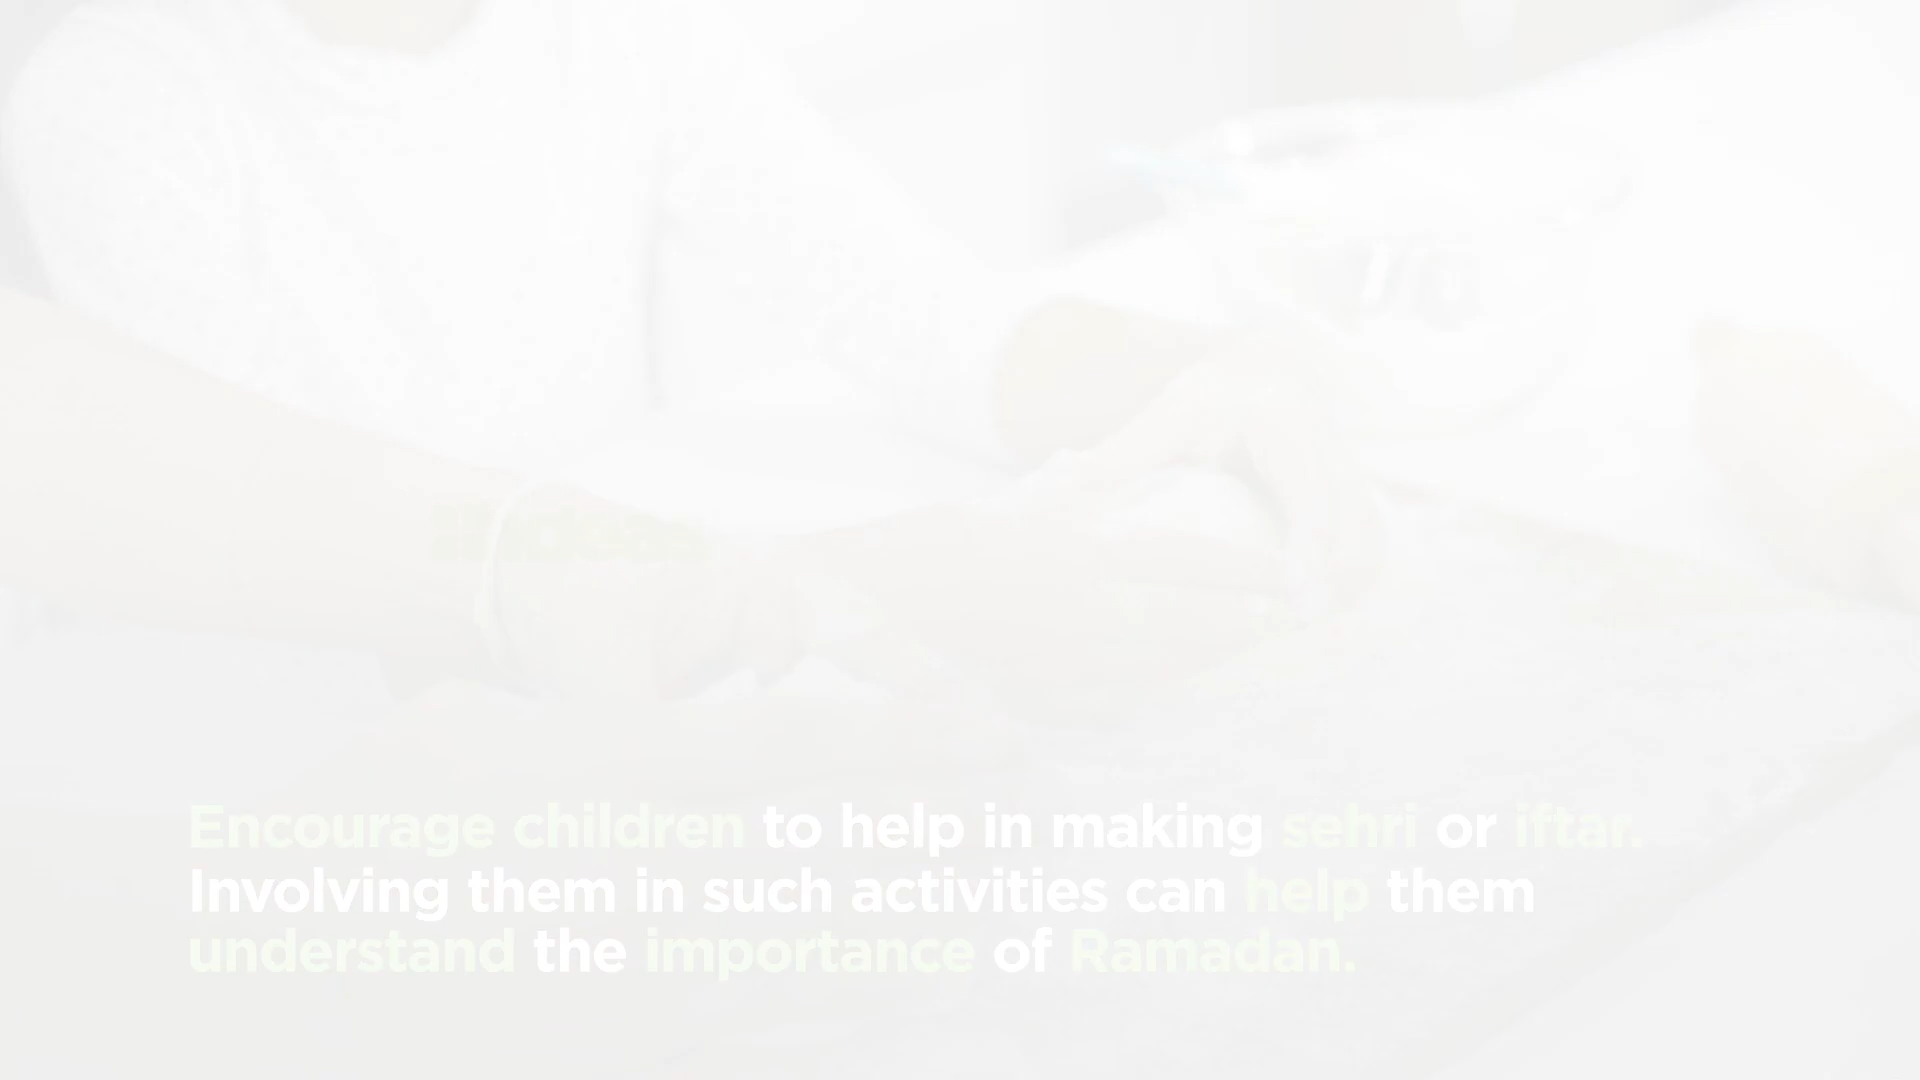 Encourage children to help in making sehri or iftar.
Involving them in such activities can help them
understand the importance of Ramadan.